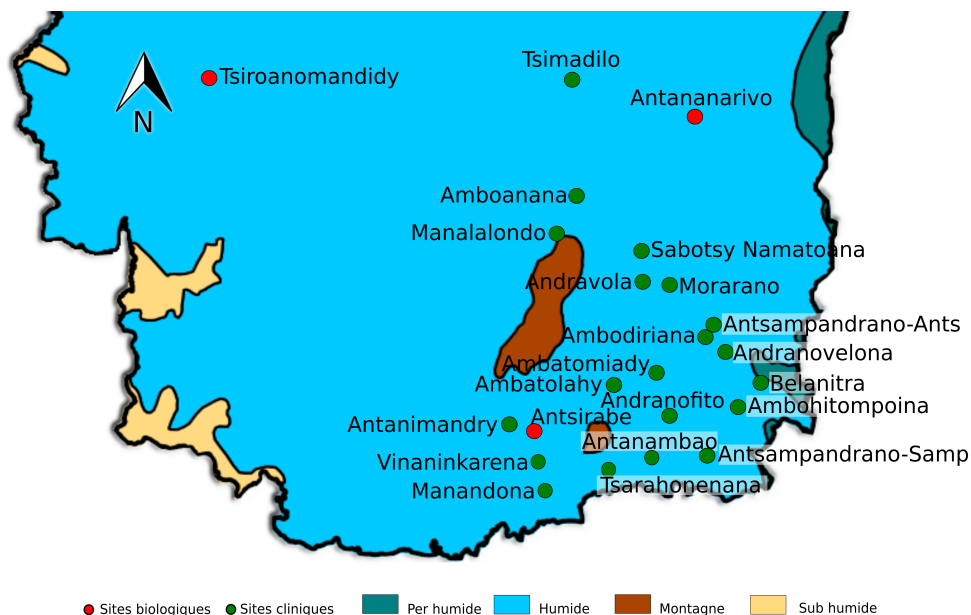 Tsimadilo
Tsiroanomandidy
Antananarivo
N
Amboanana
Manalalondo
Sabotsy Namatoana
Andravola
Morarano
Antsampandrano-Ants
Ambodiriana
Andranovelona
Ambatomiady
Ambatolahy
Belanitra
Andranofito
Ambohitompoina
Antsirabe
Antanimandry
Antanambao
Antsampandrano-Samp
Vinaninkarena
Tsarahonenana
Manandona
Sites biologiques Sites cliniques Per humide Humide Montagne Sub humide